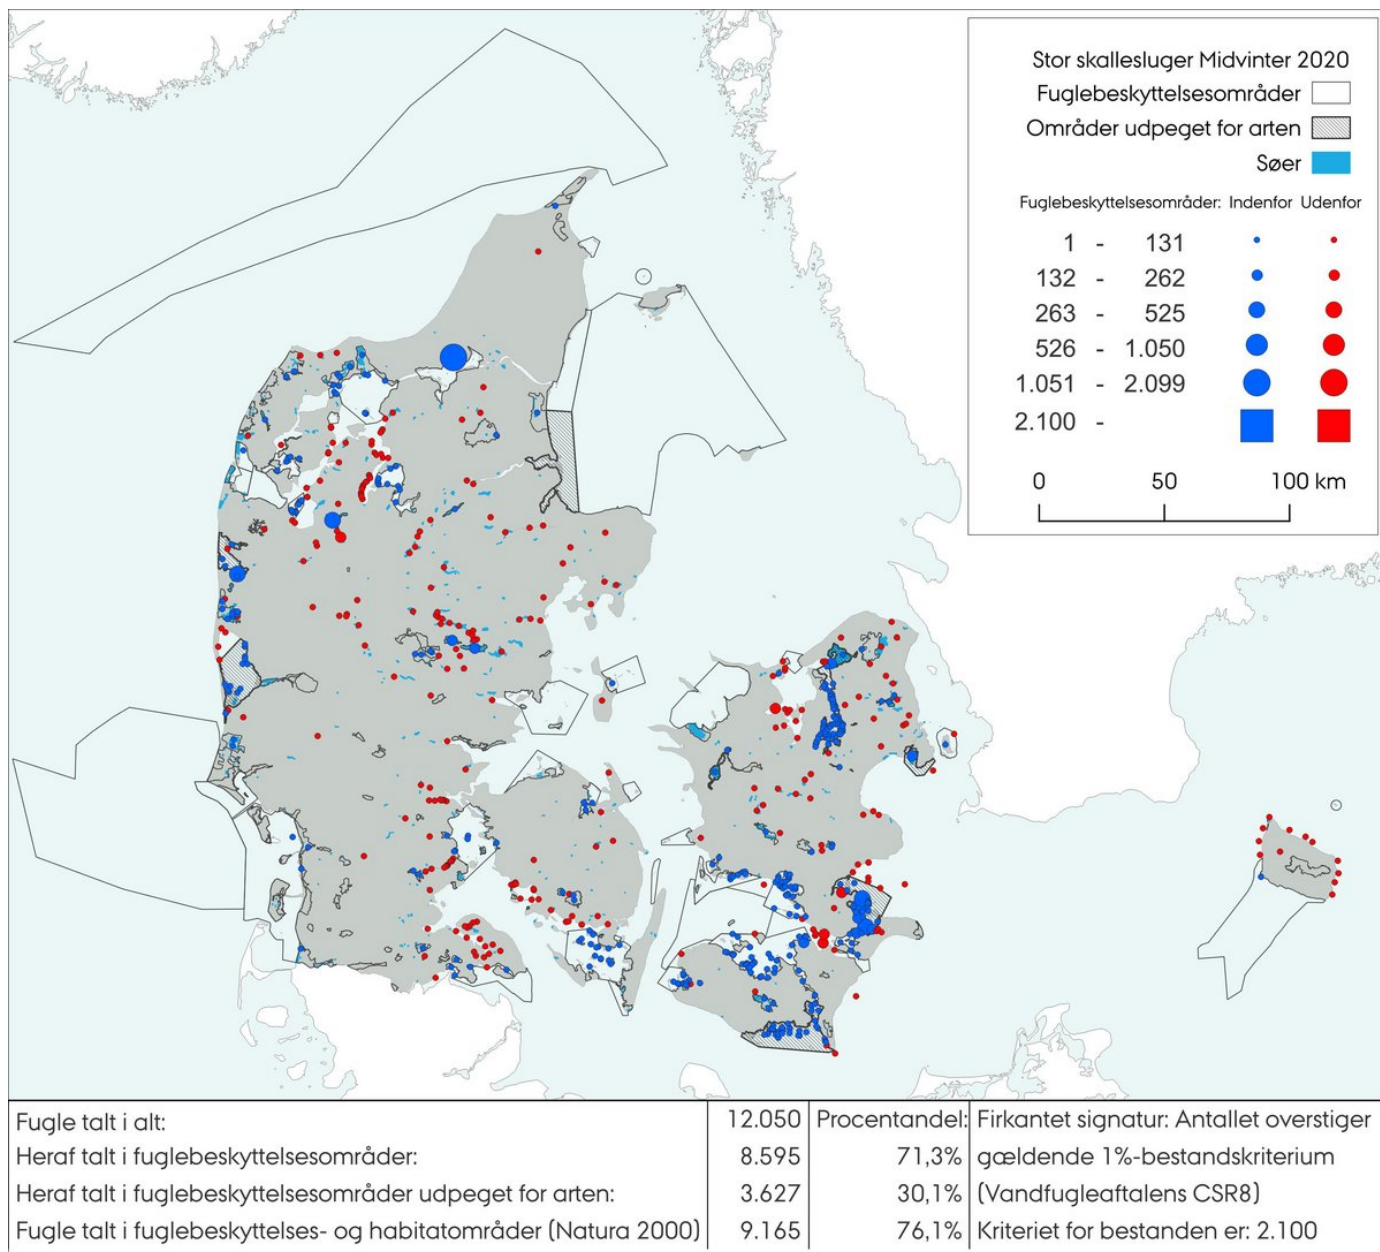 Stor skallesluger Midvinter 2020
Fuglebeskyttelsesområder
Områder udpeget for arten
Søer
Fuglebeskyttelsesområder: Indenfor Udenfor
1 - 131
132 - 262
263 - 525
526 - 1.050
1.051 - 2.099
2.100 -
0 50 100 km
Fugle talt i alt: 12.050 Procentandel: Firkantet signatur: Antallet overstiger
Heraf talt i fuglebeskyttelsesområder: 8.595 71,3% gældende 1%-bestandskriterium
Heraf talt i fuglebeskyttelsesområder udpeget for arten: 3.627 30,1% (Vandfugleaftalens CSR8)
Fugle talt i fuglebeskyttelses- og habitatområder (Natura 2000) 9.165 76,1% Kriteriet for bestanden er: 2.100